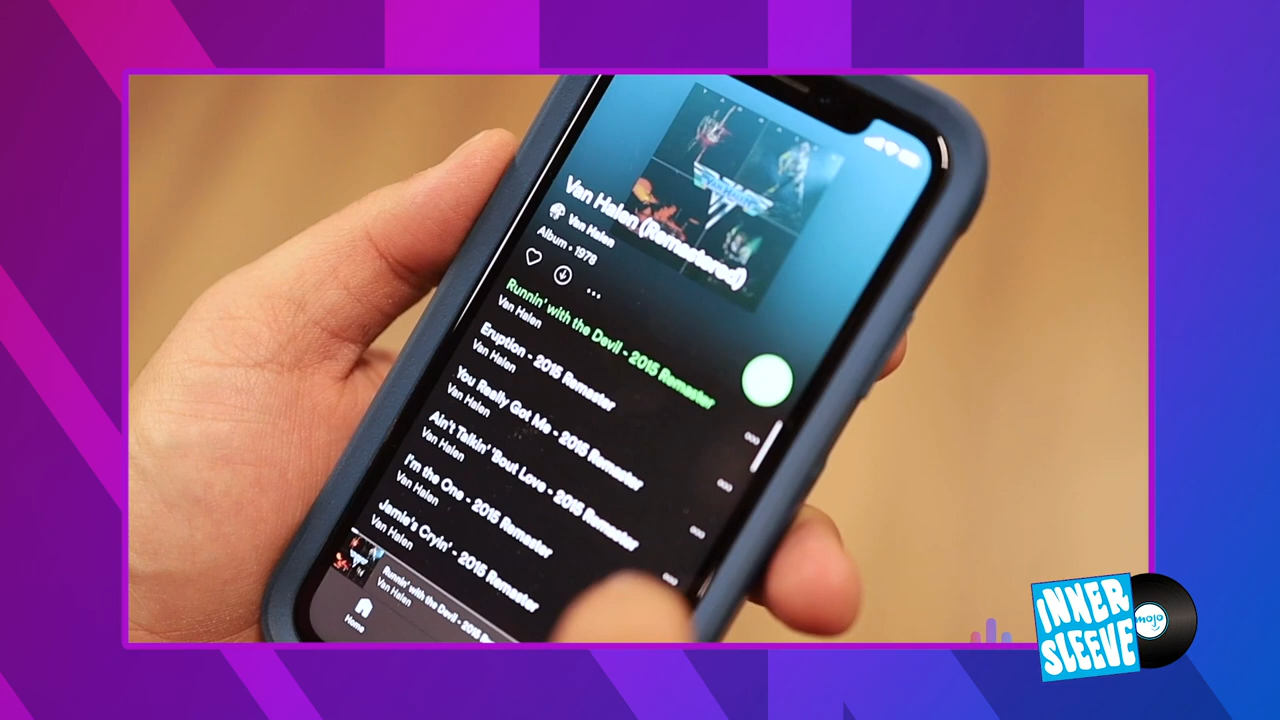 VAN HALEN
Van Halen (Remastered)
Van Halen
Album • 1978
Runnin' with the Devil - 2015 Remaster
Van Halen
Eruption - 2015 Remaster
Van Halen
You Really Got Me - 2015 Remaster
Van Halen
Ain't Talkin' 'Bout Love - 2015 Remaster
Van Halen
I'm the One - 2015 Remaster
Van Halen
Jamie's Cryin' - 2015 Remaster
Van Halen
Runnin' with the Devil - 2015 R
Van Halen
Home
INNER
SLEEVE
mojo